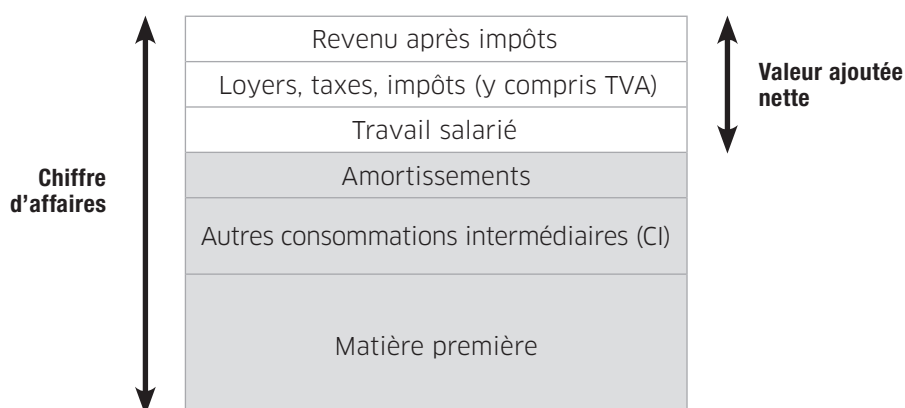 Revenu après impôts
Loyers, taxes, impôts (y compris TVA)
Travail salarié
Amortissements
Autres consommations intermédiaires (CI)
Matière première
Chiffre
d'affaires
Valeur ajoutée
nette